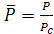 P̅ = P / P_C